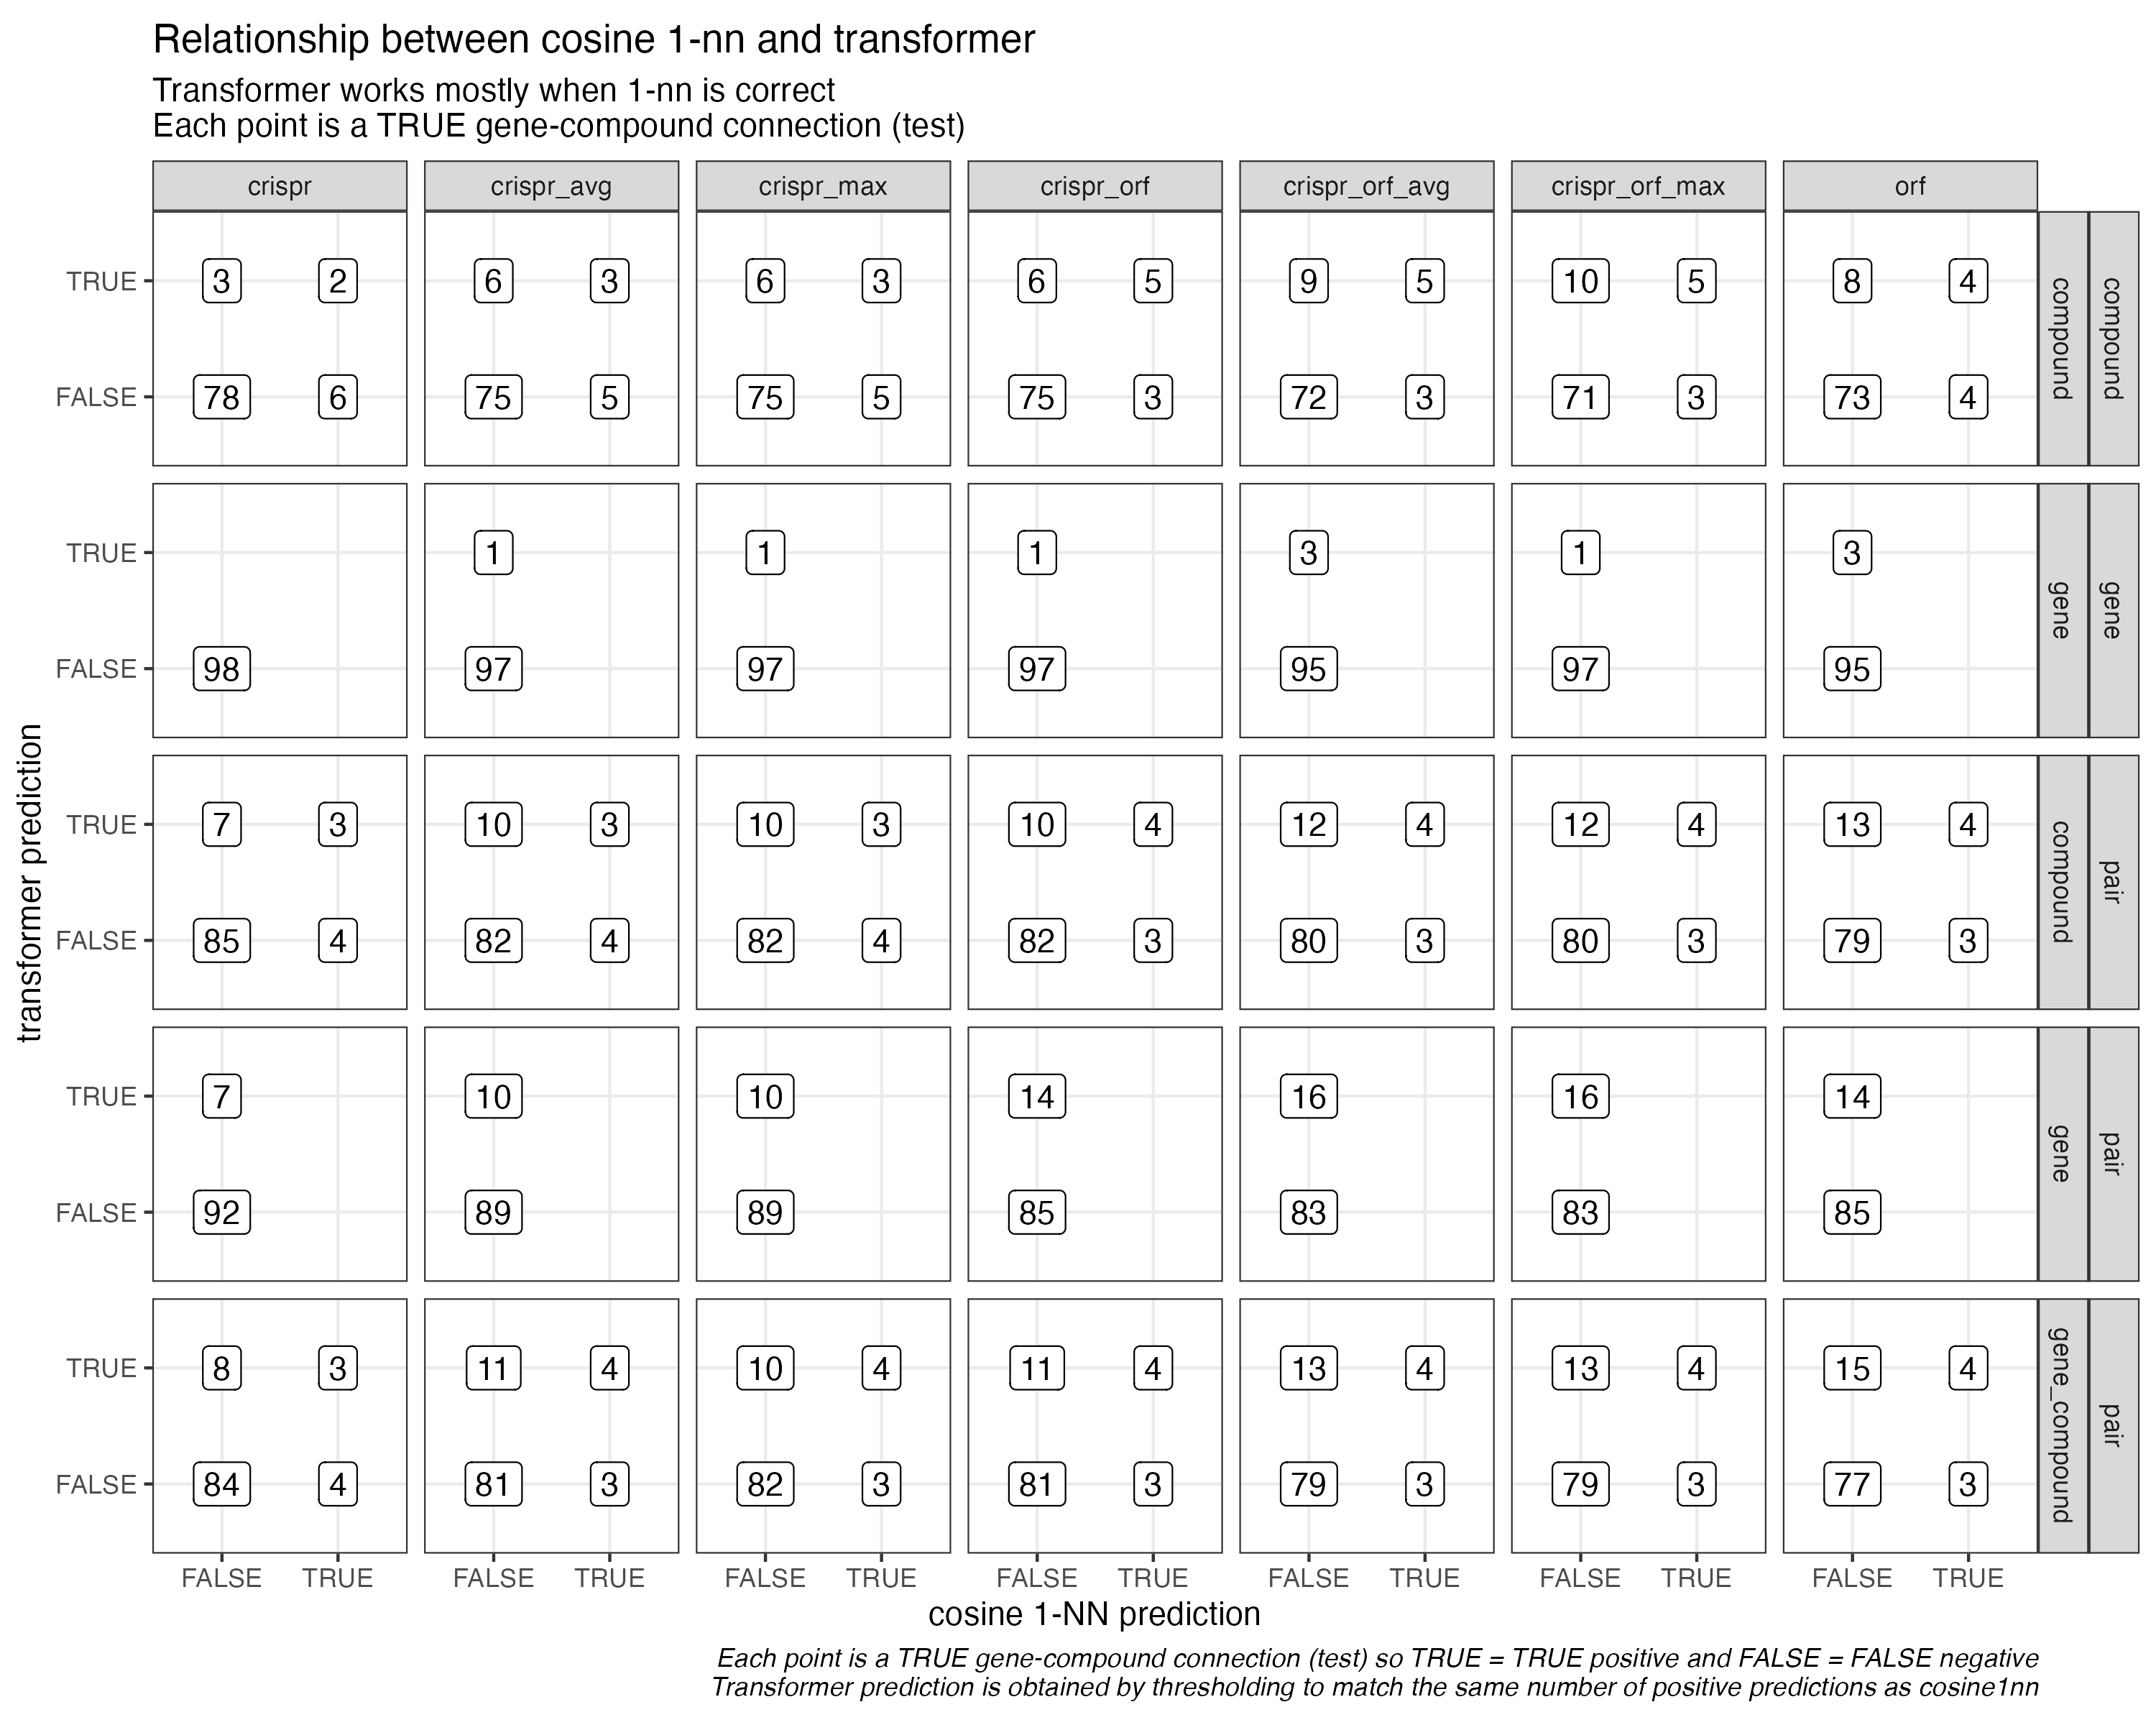 Relationship between cosine 1-nn and transformer
Transformer works mostly when 1-nn is correct
Each point is a TRUE gene-compound connection (test)
crispr crispr_avg crispr_max crispr_orf crispr_orf_avg crispr_orf_max orf
TRUE 3 2 6 3 6 3 6 5 9 5 10 5 8 4
compound compound
FALSE 78 6 75 5 75 5 75 3 72 3 71 3 73 4
TRUE 1 1 1 3 1 3
gene gene
FALSE 98 97 97 97 95 97 95
transformer prediction
TRUE 7 3 10 3 10 3 10 4 12 4 12 4 13 4
compound pair
FALSE 85 4 82 4 82 4 82 3 80 3 80 3 79 3
TRUE 7 10 10 14 16 16 14
gene pair
FALSE 92 89 89 85 83 83 85
TRUE 8 3 11 4 10 4 11 4 13 4 13 4 15 4
gene_compound pair
FALSE 84 4 81 3 82 3 81 3 79 3 79 3 77 3
FALSE TRUE FALSE TRUE FALSE TRUE FALSE TRUE FALSE TRUE FALSE TRUE FALSE TRUE
cosine 1-NN prediction
Each point is a TRUE gene-compound connection (test) so TRUE = TRUE positive and FALSE = FALSE negative
Transformer prediction is obtained by thresholding to match the same number of positive predictions as cosine1nn